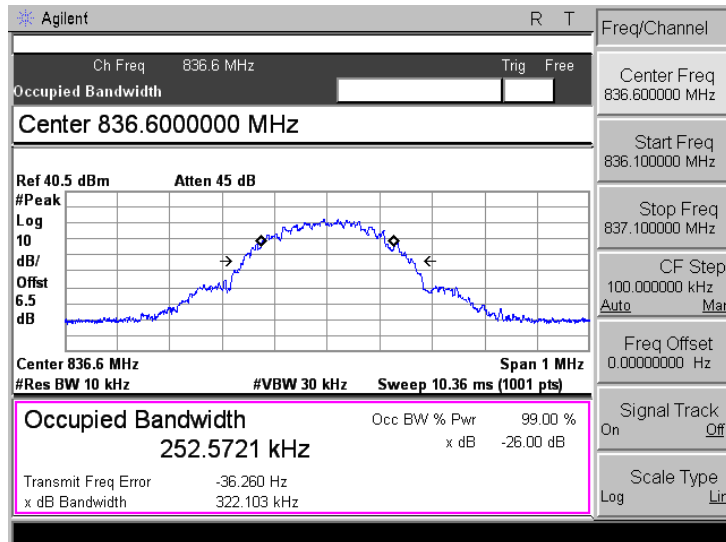 Agilent R T
Ch Freq 836.6 MHz Trig Free
Occupied Bandwidth
Center 836.6000000 MHz
Ref 40.5 dBm Atten 45 dB
#Peak
Log
10
dB/
Offst
6.5
dB
Center 836.6 MHz Span 1 MHz
#Res BW 10 kHz #VBW 30 kHz Sweep 10.36 ms (1001 pts)
Occupied Bandwidth
252.5721 kHz
Occ BW % Pwr 99.00 %
x dB -26.00 dB
Transmit Freq Error -36.260 Hz
x dB Bandwidth 322.103 kHz
Freq/Channel
Center Freq
836.600000 MHz
Start Freq
836.100000 MHz
Stop Freq
837.100000 MHz
CF Step
100.000000 kHz
Auto Man
Freq Offset
0.00000000 Hz
Signal Track
On Off
Scale Type
Log Lin